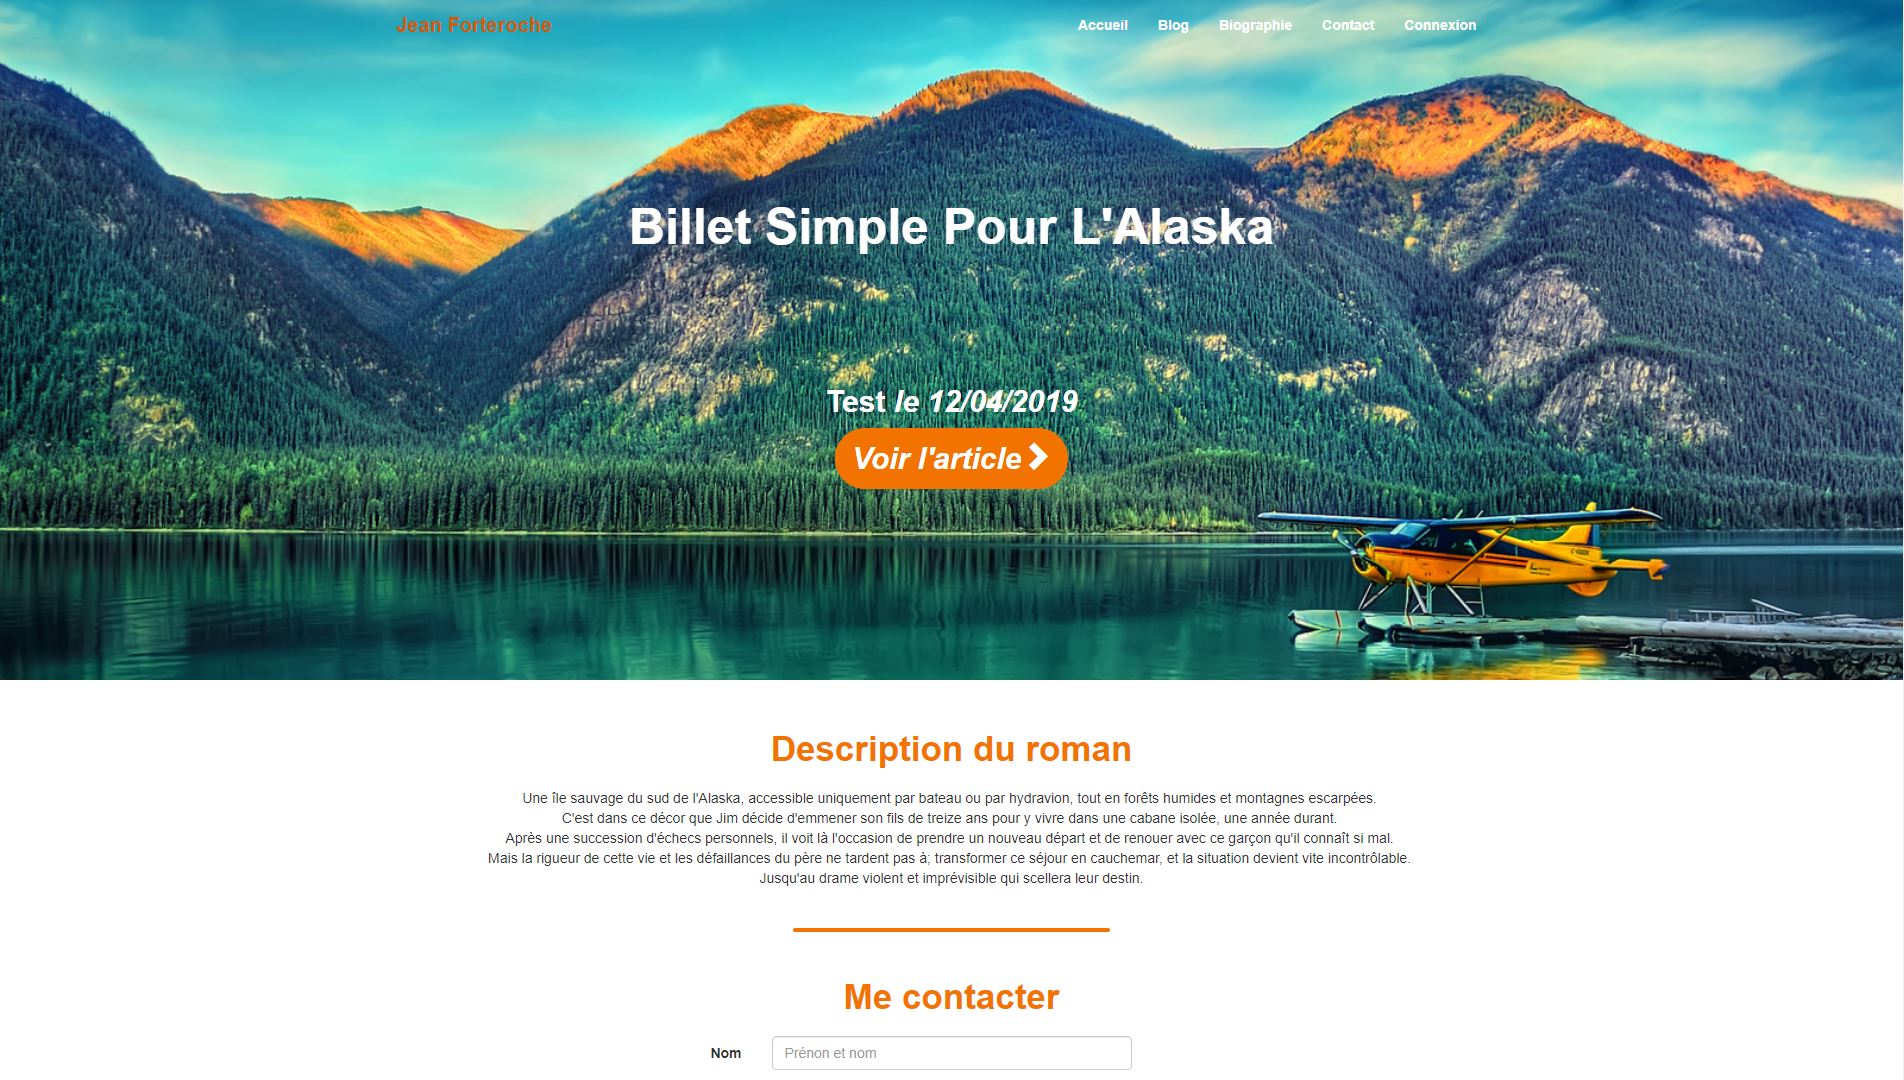 Jean Forteroche
Accueil Blog Biographie Contact Connexion
Billet Simple Pour L'Alaska
Test le 12/04/2019
Voir l'article
Description du roman
Une île sauvage du sud de l'Alaska, accessible uniquement par bateau ou par hydravion, tout en forêts humides et montagnes escarpées.
C'est dans ce décor que Jim décide d'emmener son fils de treize ans pour y vivre dans une cabane isolée, une année durant.
Après une succession d'échecs personnels, il voit là l'occasion de prendre un nouveau départ et de renouer avec ce garçon qu'il connaît si mal.
Mais la rigueur de cette vie et les défaillances du père ne tardent pas à; transformer ce séjour en cauchemar, et la situation devient vite incontrôlable.
Jusqu'au drame violent et imprévisible qui scellera leur destin.
Me contacter
Nom
Prénon et nom